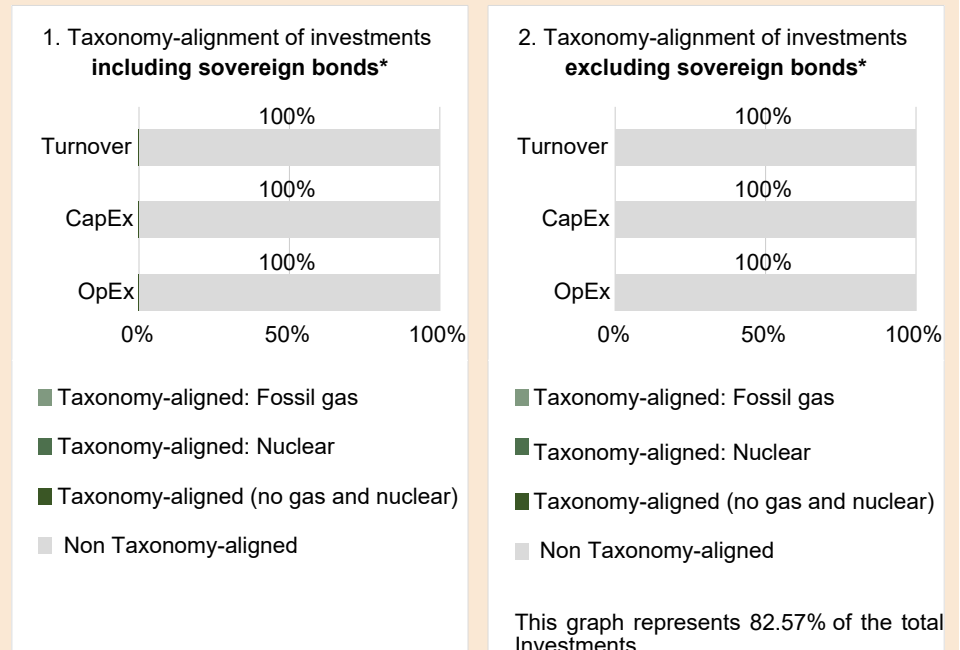 1. Taxonomy-alignment of investments
including sovereign bonds*
100%
Turnover
100%
CapEx
100%
OpEx
0% 50% 100%
Taxonomy-aligned: Fossil gas
Taxonomy-aligned: Nuclear
Taxonomy-aligned (no gas and nuclear)
Non Taxonomy-aligned
2. Taxonomy-alignment of investments
excluding sovereign bonds*
100%
Turnover
100%
CapEx
100%
OpEx
0% 50% 100%
Taxonomy-aligned: Fossil gas
Taxonomy-aligned: Nuclear
Taxonomy-aligned (no gas and nuclear)
Non Taxonomy-aligned
This graph represents 82.57% of the total
Investments